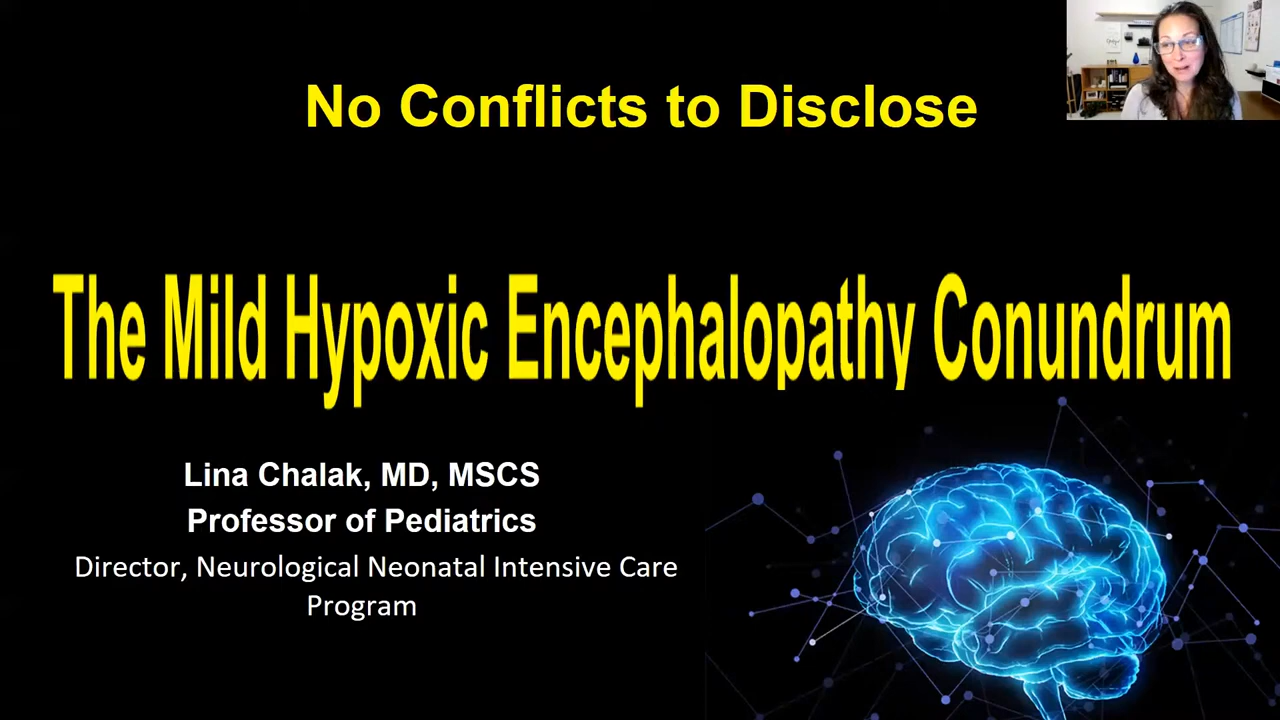 No Conflicts to Disclose
The Mild Hypoxic Encephalopathy Conundrum
Lina Chalak, MD, MSCS
Professor of Pediatrics
Director, Neurological Neonatal Intensive Care
Program